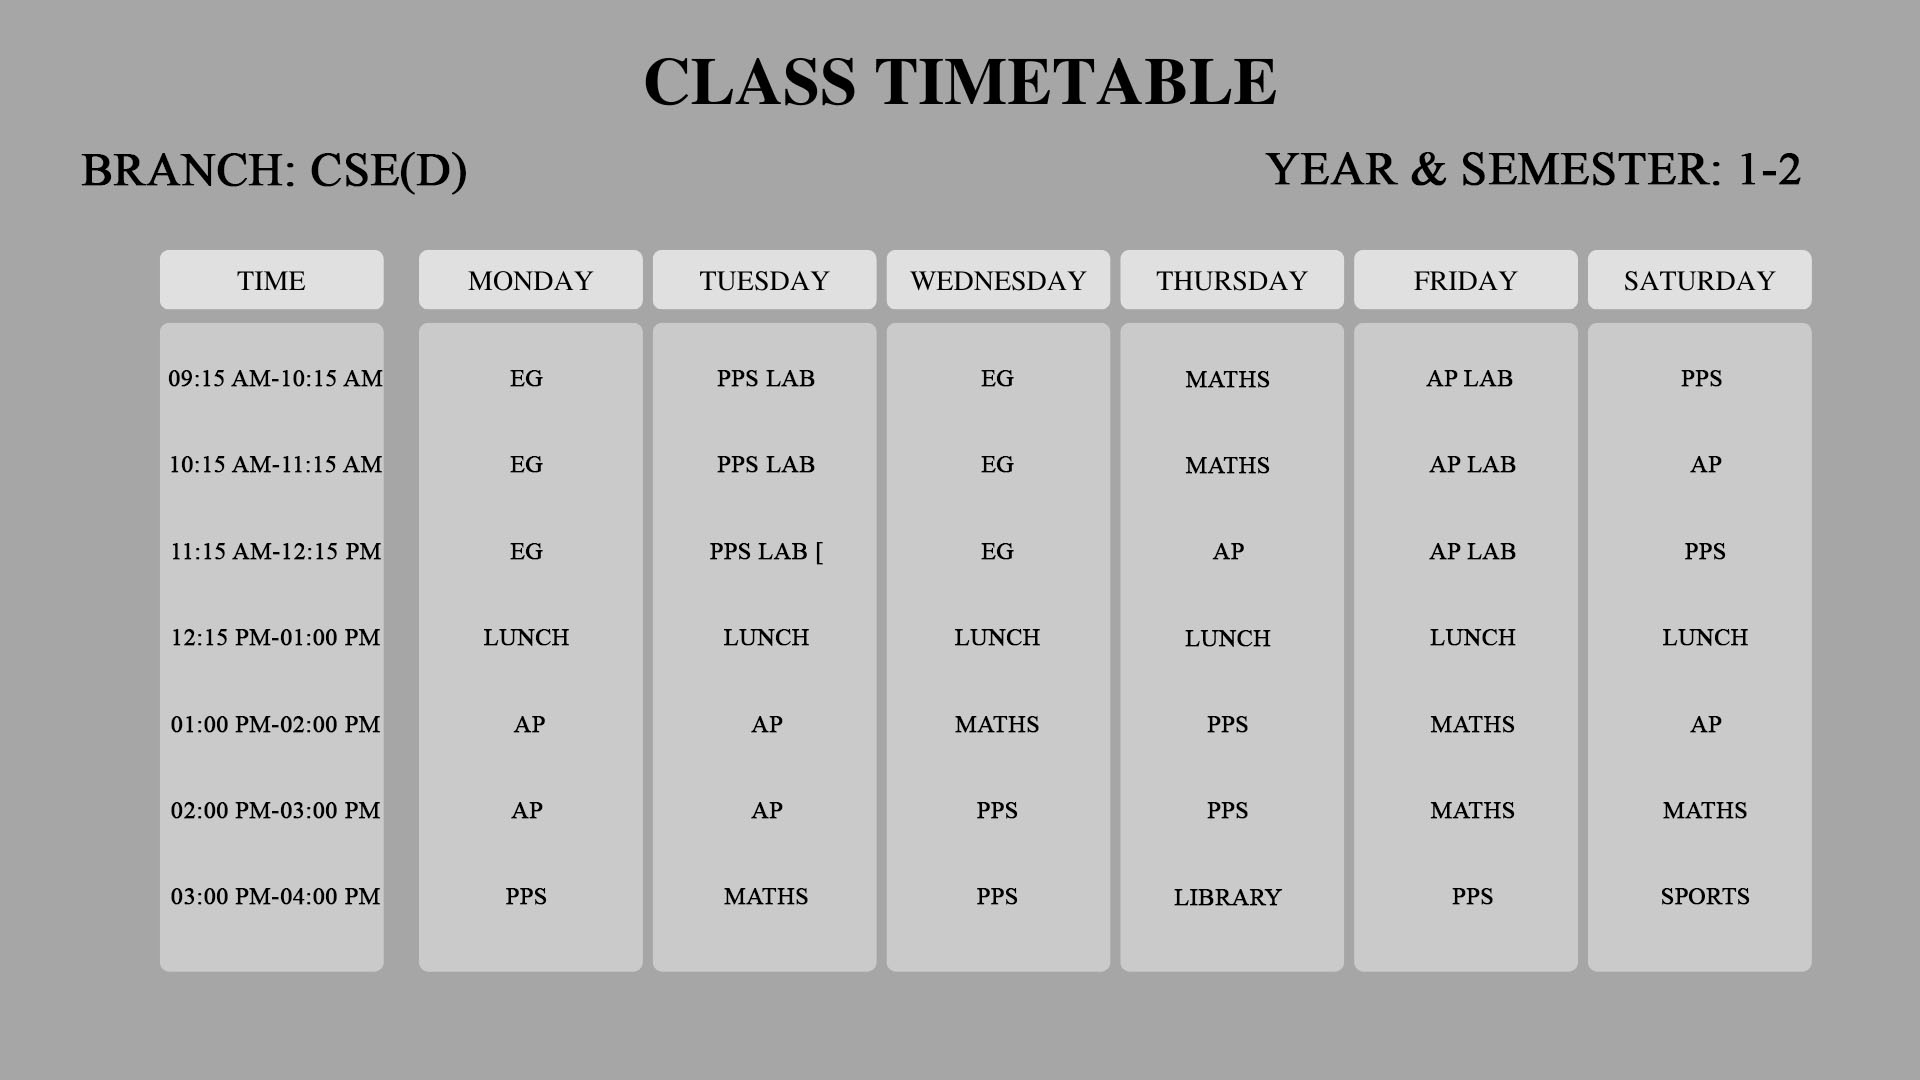 CLASS TIMETABLE
BRANCH: CSE(D) YEAR & SEMESTER: 1-2
TIME MONDAY TUESDAY WEDNESDAY THURSDAY FRIDAY SATURDAY
09:15 AM-10:15 AM EG PPS LAB EG MATHS AP LAB PPS
10:15 AM-11:15 AM EG PPS LAB EG MATHS AP LAB AP
11:15 AM-12:15 PM EG PPS LAB [ EG AP AP LAB PPS
12:15 PM-01:00 PM LUNCH LUNCH LUNCH LUNCH LUNCH LUNCH
01:00 PM-02:00 PM AP AP MATHS PPS MATHS AP
02:00 PM-03:00 PM AP AP PPS PPS MATHS MATHS
03:00 PM-04:00 PM PPS MATHS PPS LIBRARY PPS SPORTS